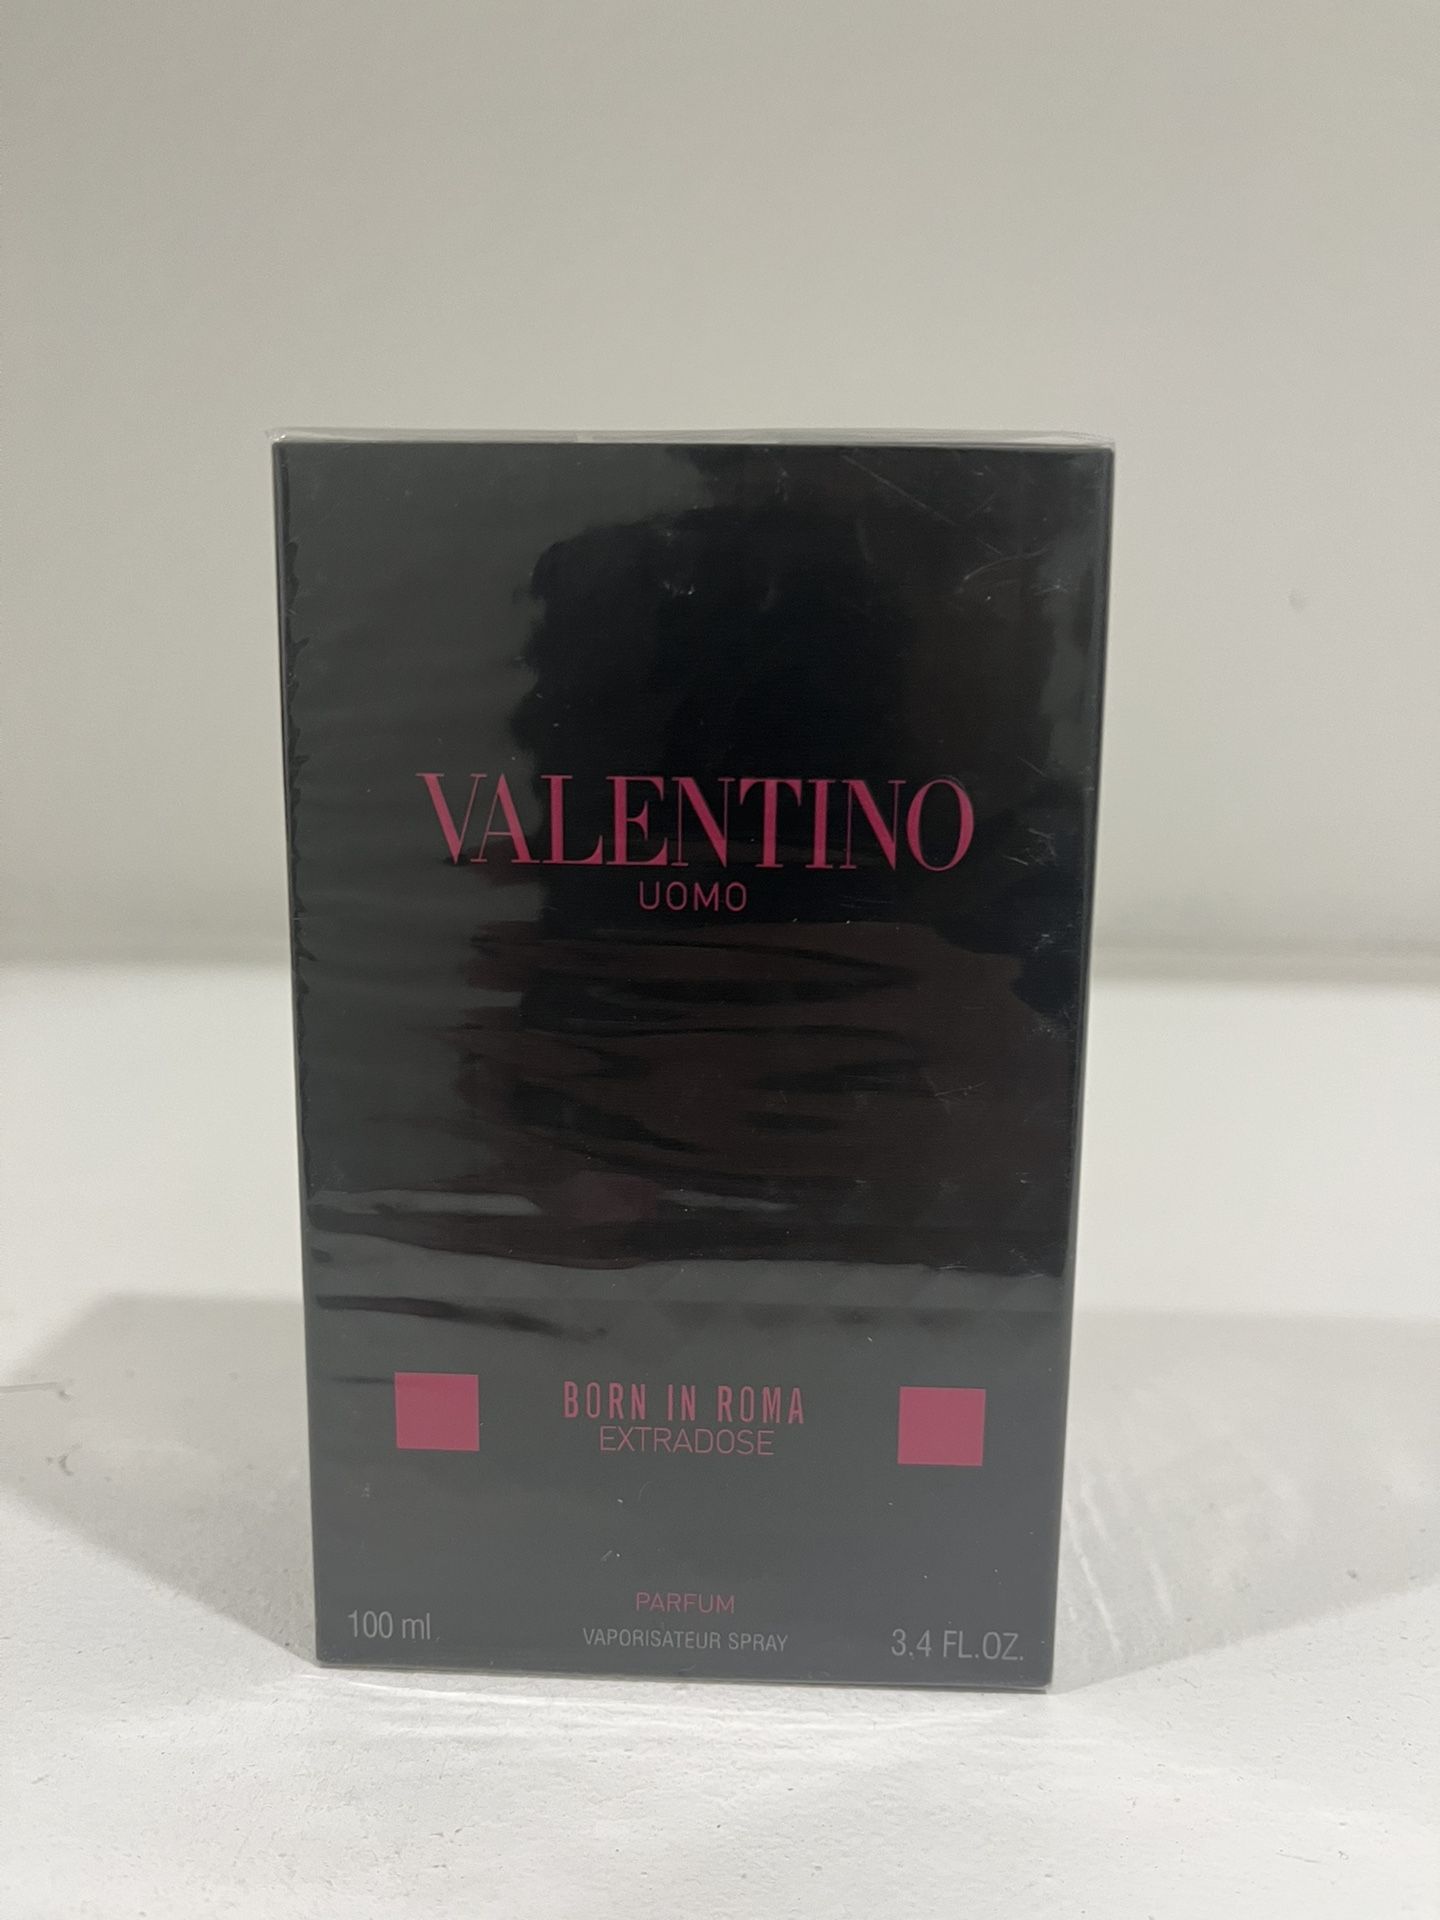 VALENTINO
UOMO
BORN IN ROMA
EXTRADOSE
PARFUM
100 ml VAPORISATEUR SPRAY 3.4 FL.OZ.